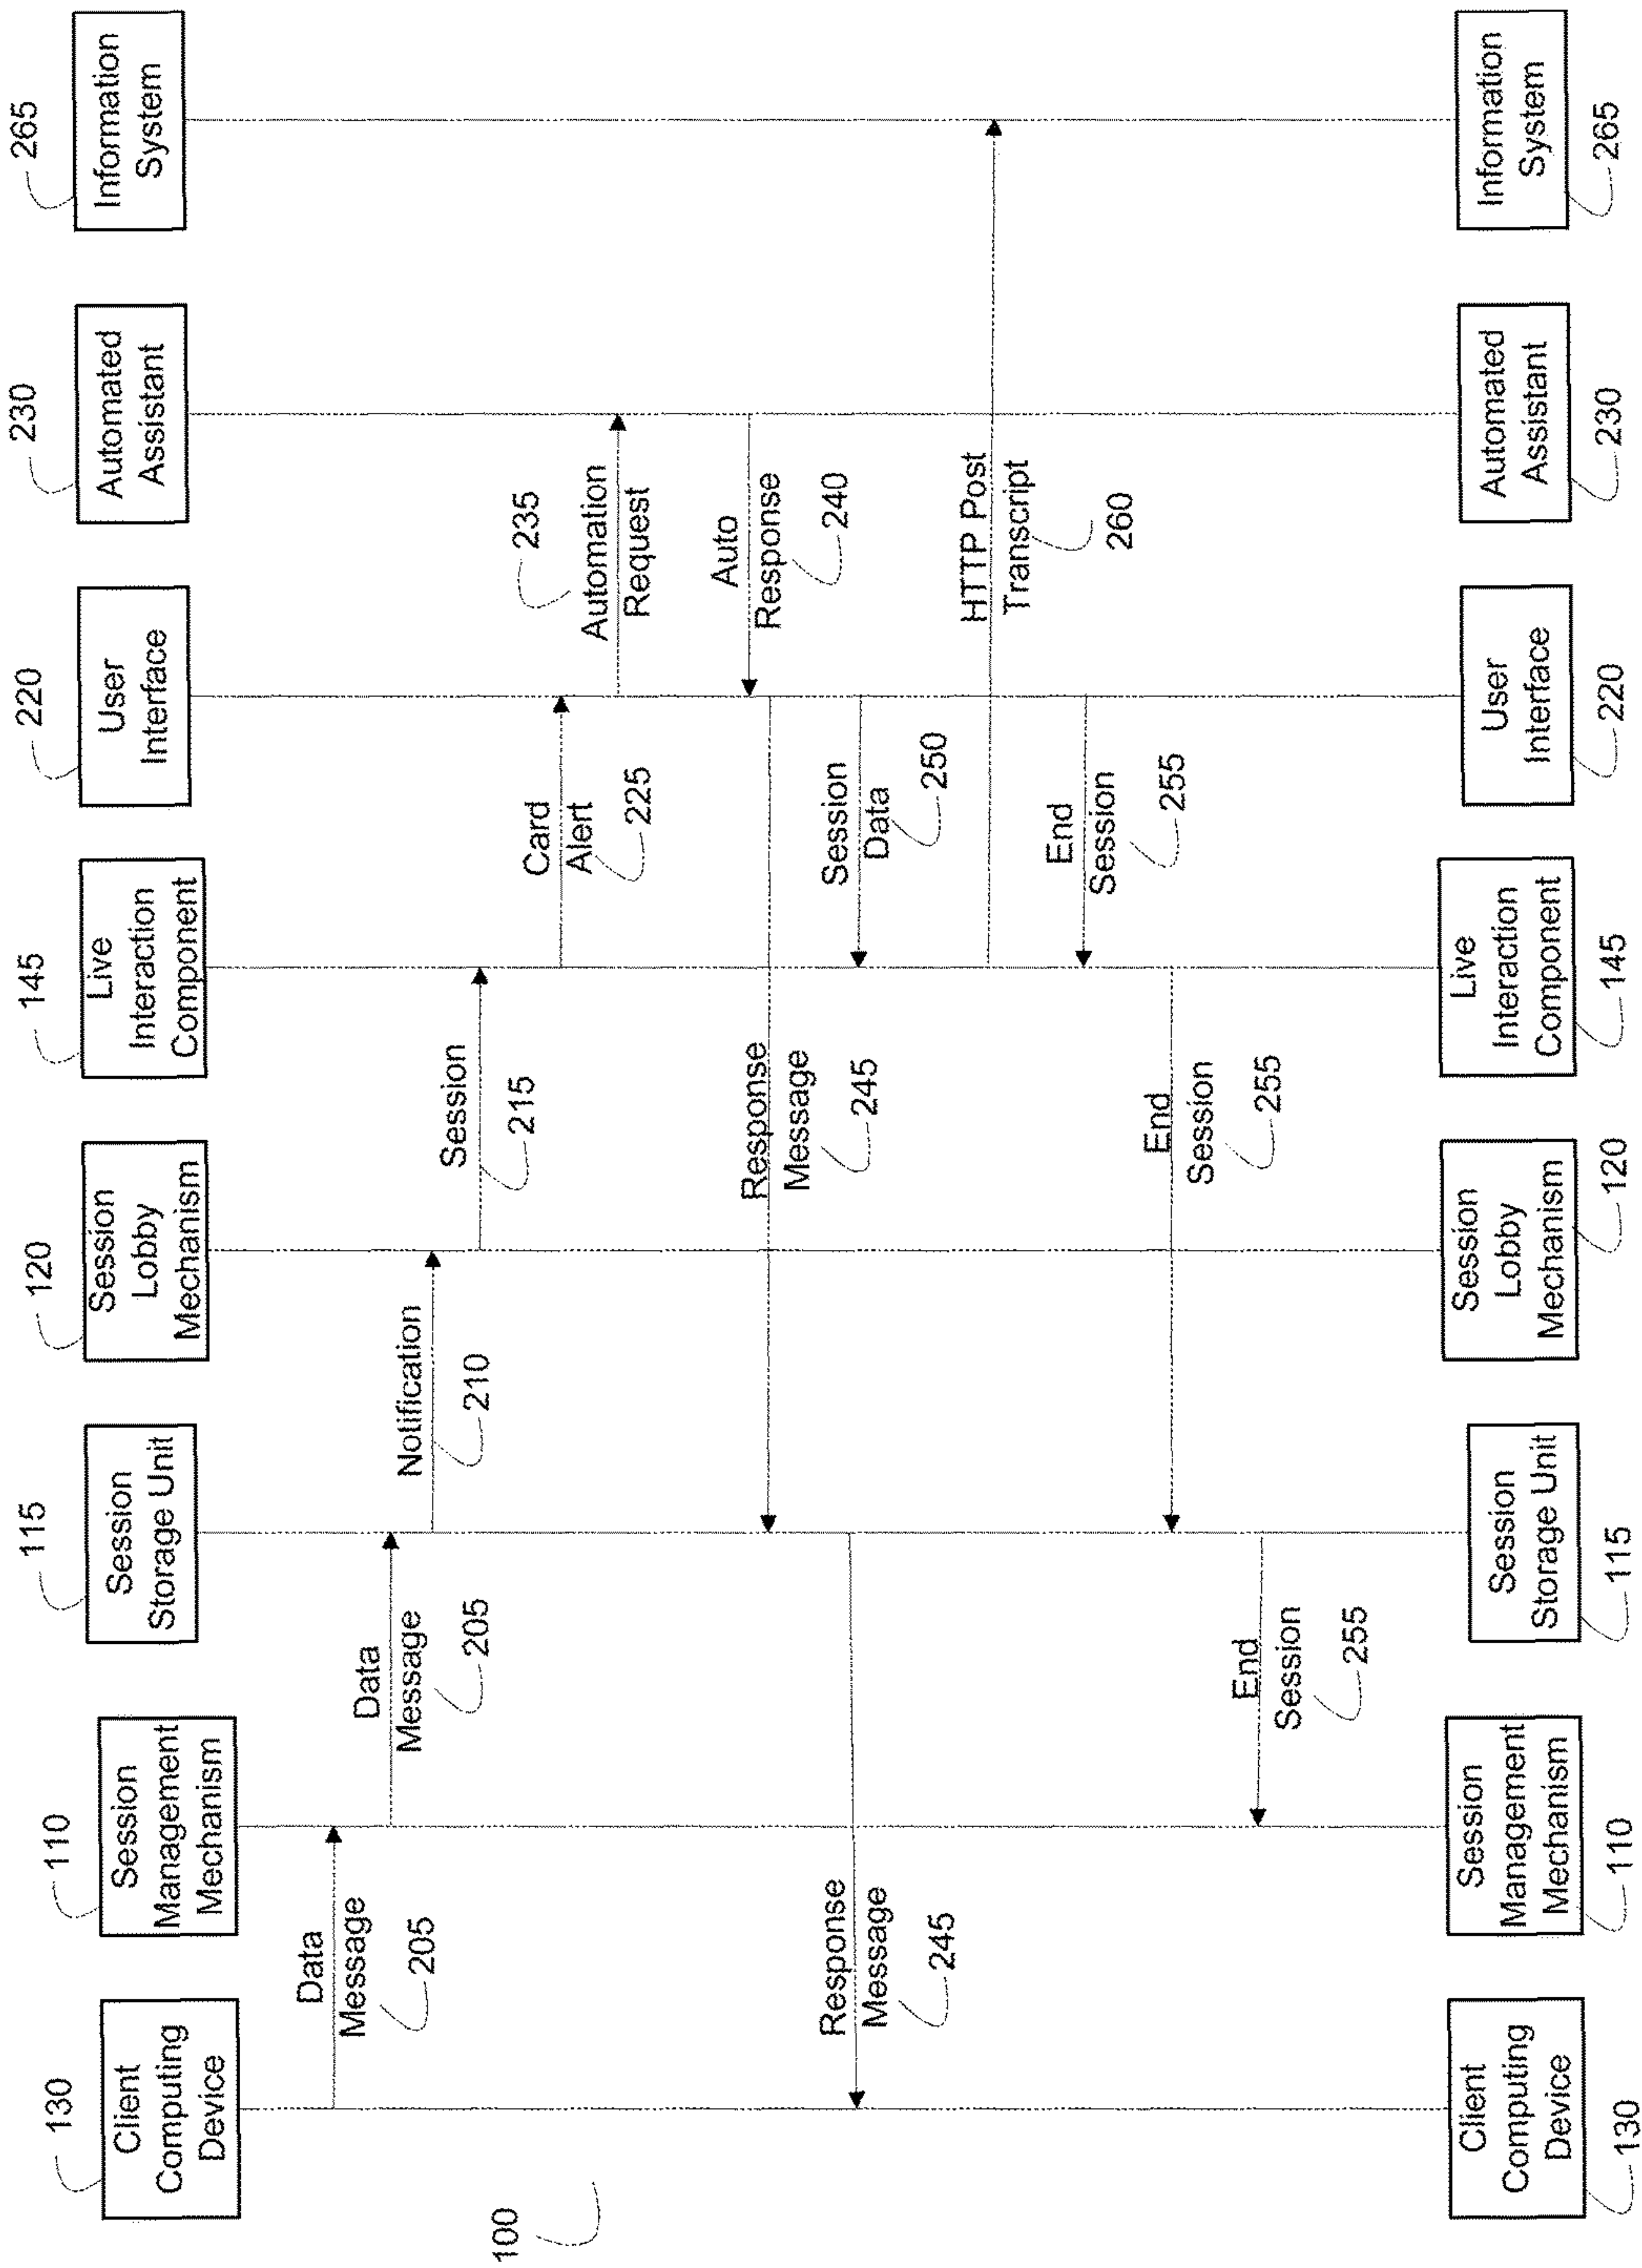 130
110
115
120
145
220
230
265
Client
Computing
Device
Session
Management
Mechanism
Session
Storage Unit
Session
Lobby
Mechanism
Live
Interaction
Component
User
Interface
Automated
Assistant
Information
System
100
Data
Message
205
Data
Message
205
Notification
210
Session
215
Card
Alert
225
235
Automation
Request
Auto
Response
240
Response
Message
245
Response
Message
245
Session
Data
250
HTTP Post
Transcript
260
End
Session
255
End
Session
255
End
Session
255
Client
Computing
Device
Session
Management
Mechanism
Session
Storage Unit
Session
Lobby
Mechanism
Live
Interaction
Component
User
Interface
Automated
Assistant
Information
System
130
110
115
120
145
220
230
265